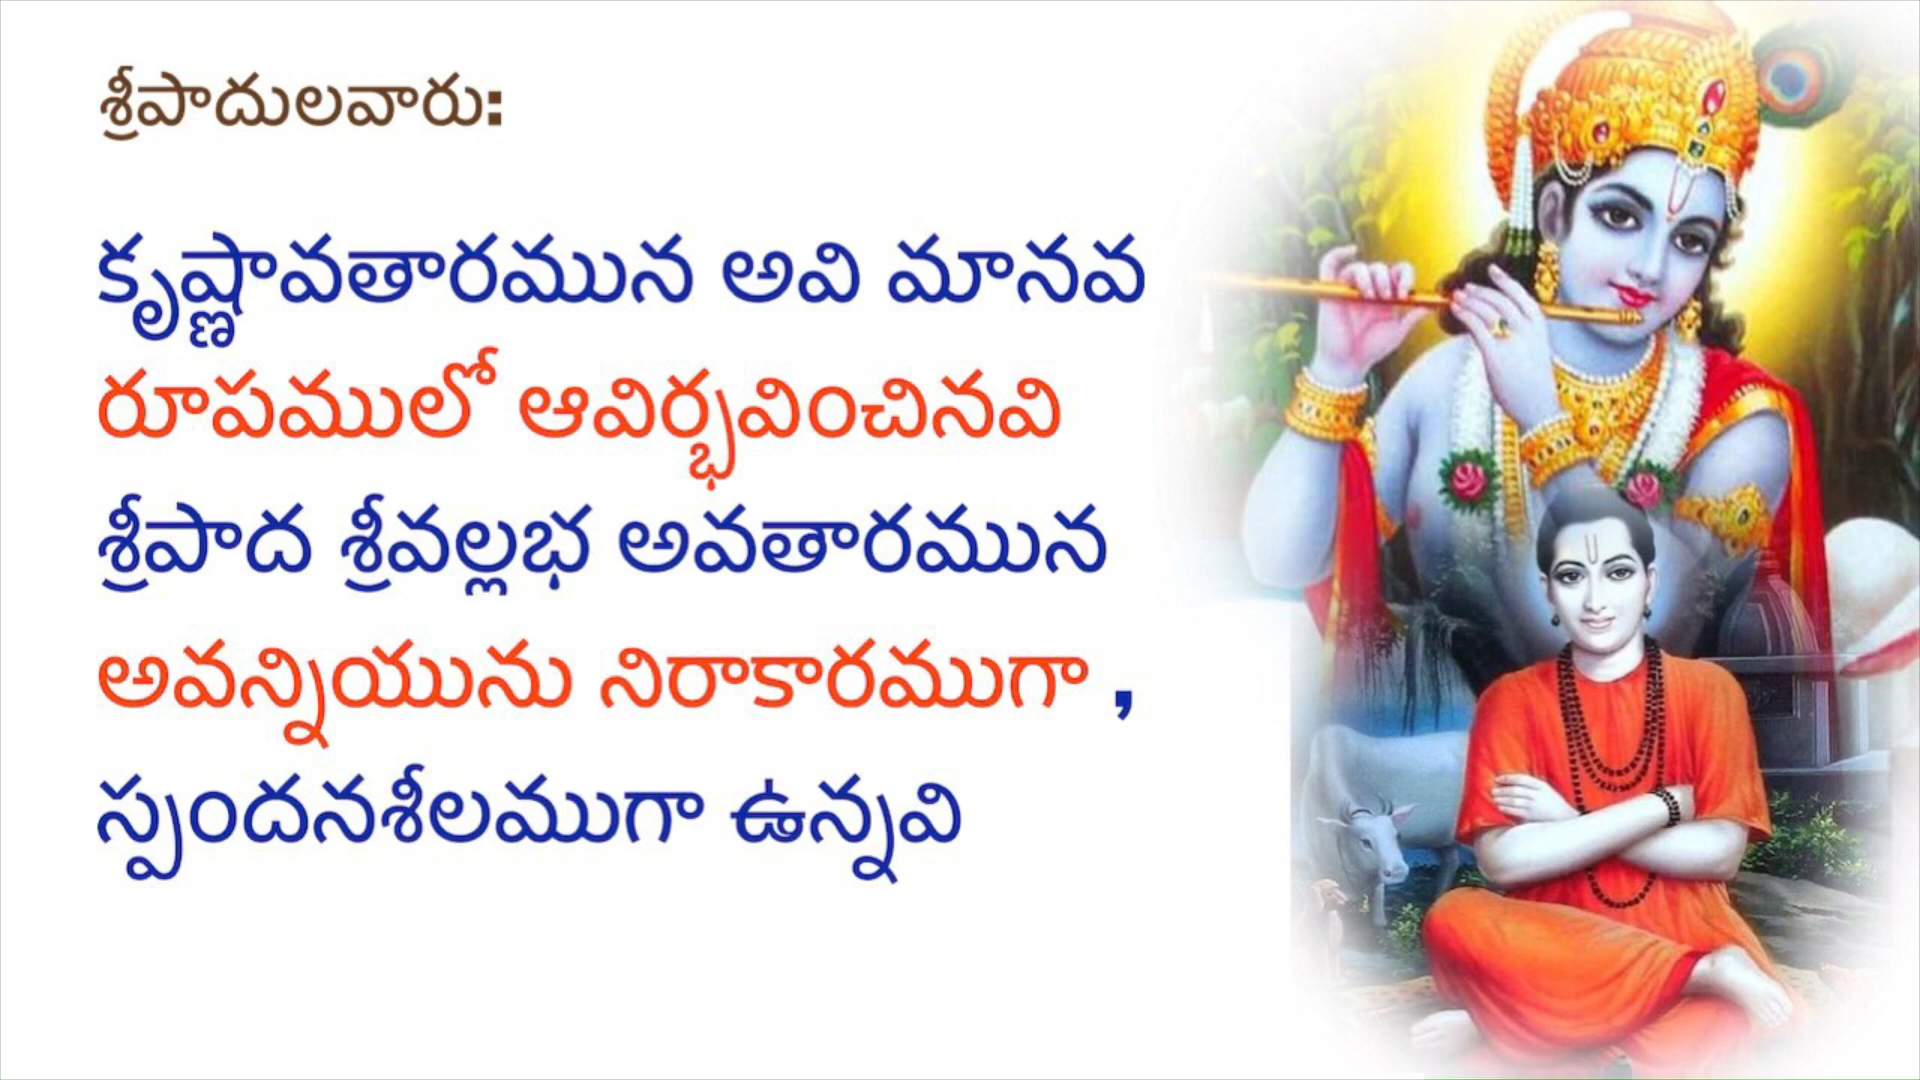 శ్రీపాదులవారు:
కృష్ణావతారమున అవి మానవ
రూపములో ఆవిర్భవించినవి
శ్రీపాద శ్రీవల్లభ అవతారమున
అవన్నియును నిరాకారముగా ,
స్పందనశీలముగా ఉన్నవి